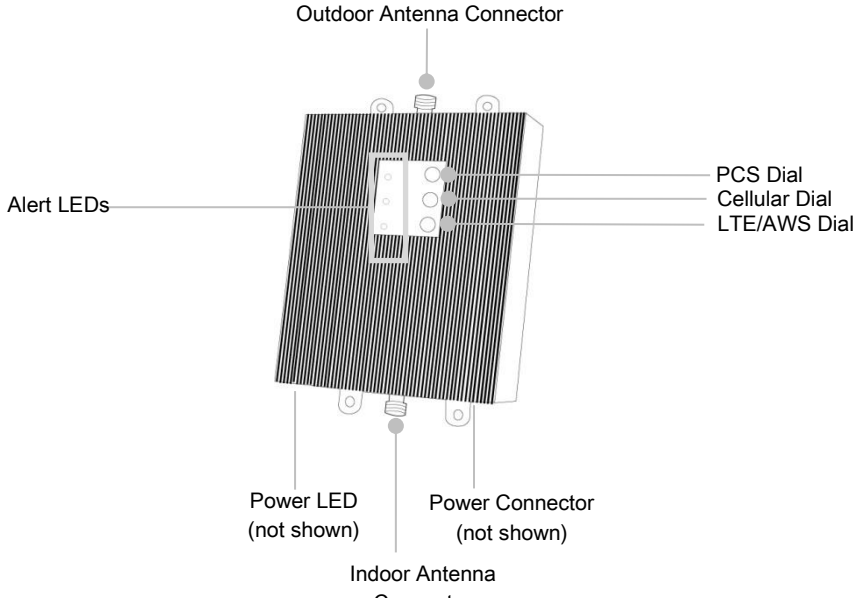 Outdoor Antenna Connector
PCS Dial
Cellular Dial
LTE/AWS Dial
Alert LEDs
Power LED
(not shown)
Power Connector
(not shown)
Indoor Antenna